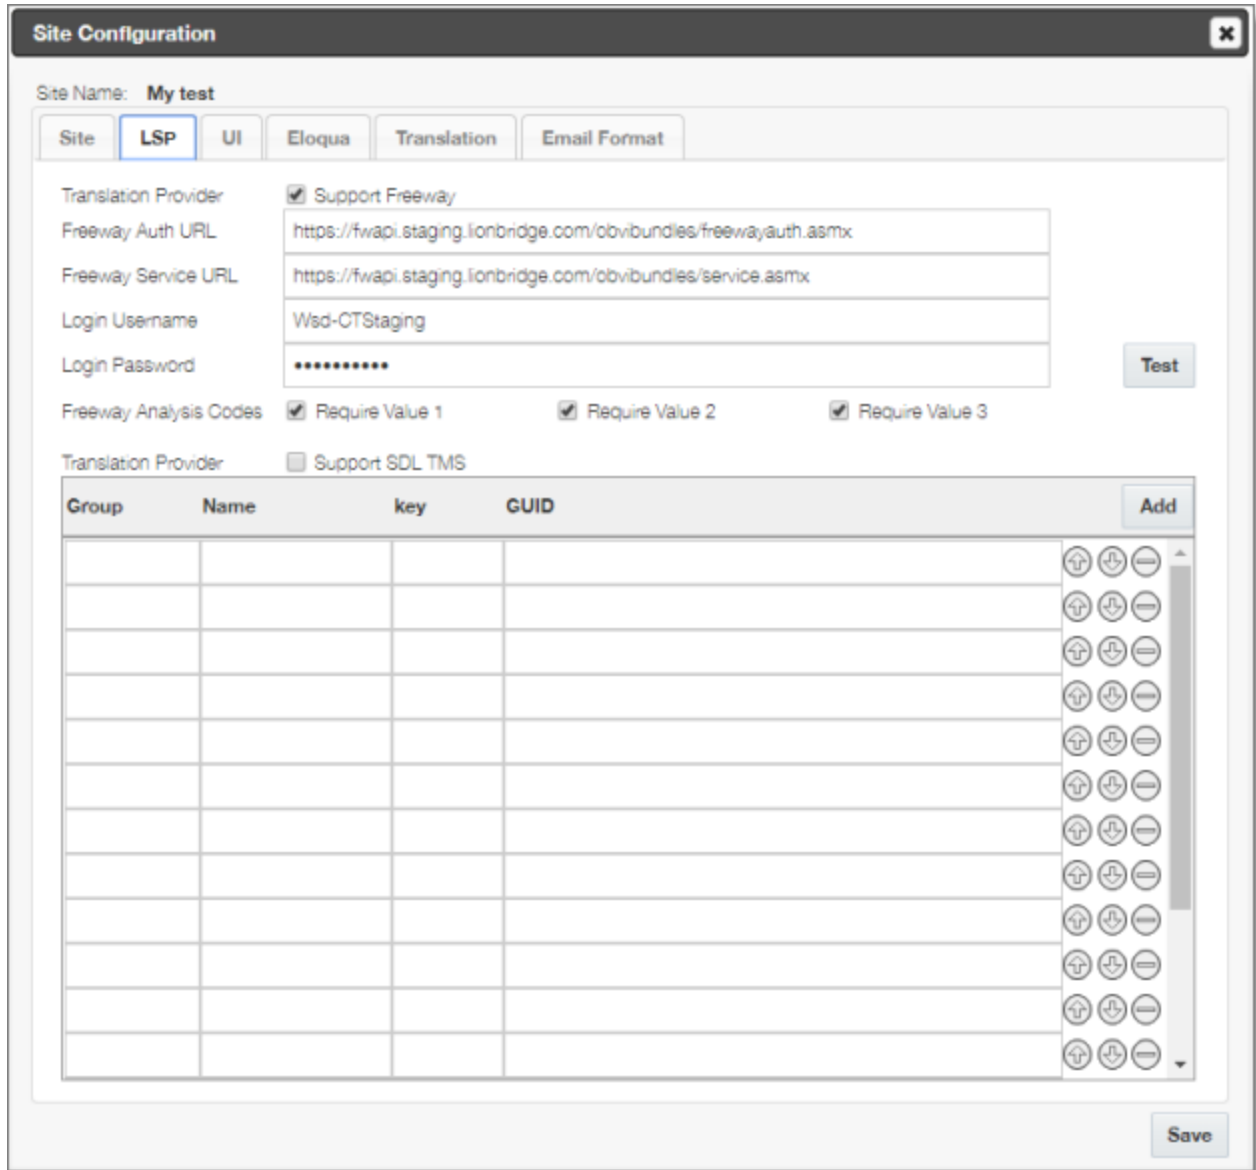 Site Configuration
Site Name: My test
Site LSP UI Eloqua Translation Email Format
Translation Provider Support Freeway
Freeway Auth URL https://fwapi.staging.lionbridge.com/obvibundles/freewayauth.asmx
Freeway Service URL https://fwapi.staging.lionbridge.com/obvibundles/service.asmx
Login Username Wsd-CTStaging
Login Password •••••••••• Test
Freeway Analysis Codes Require Value 1 Require Value 2 Require Value 3
Translation Provider Support SDL TMS
Group Name key GUID Add
Save